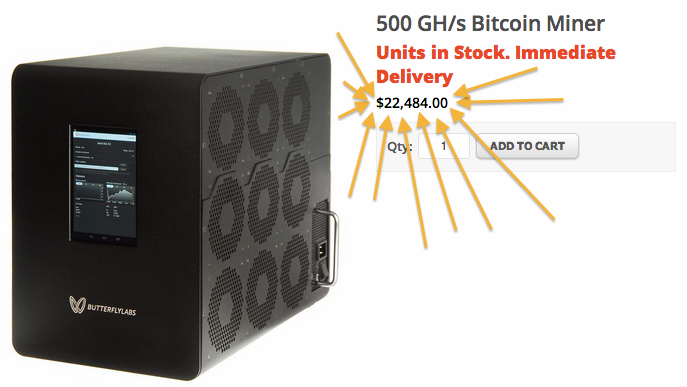 500 GH/s Bitcoin Miner
Units in Stock. Immediate
Delivery
$22,484.00
Qty: 1 ADD TO CART
BUTTERFLYLABS